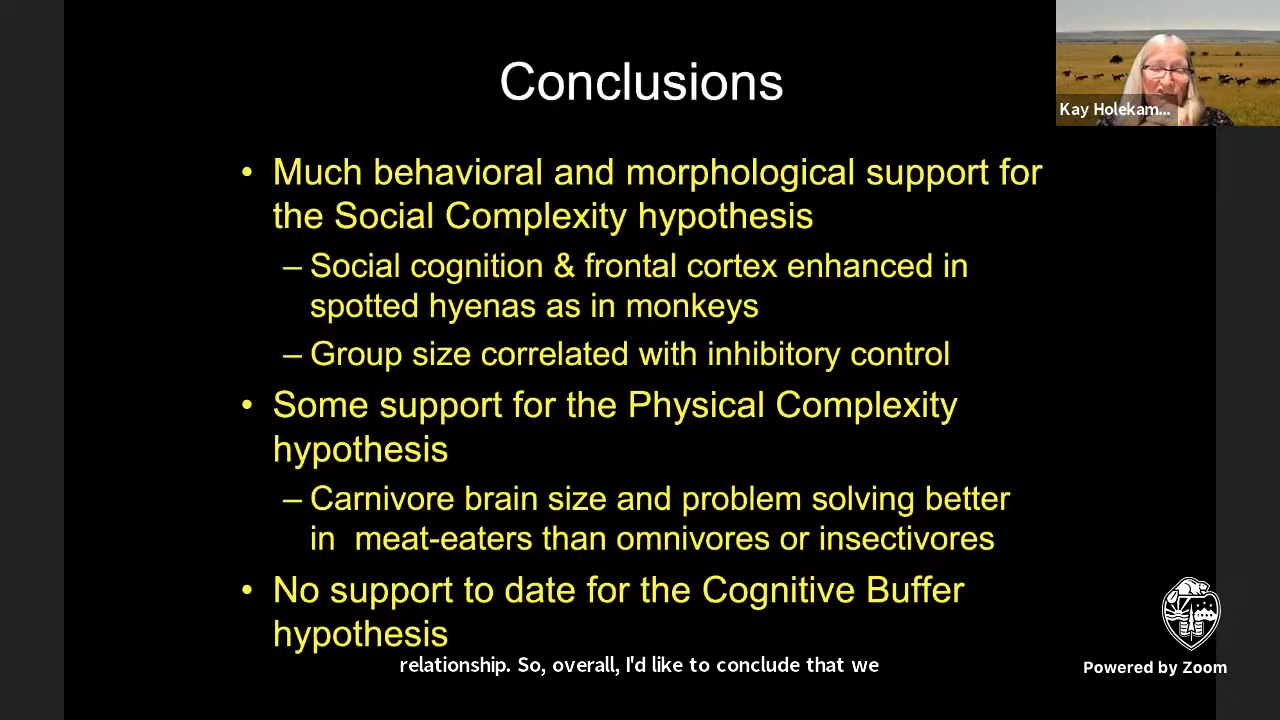 Conclusions
Kay Holekam...
• Much behavioral and morphological support for
the Social Complexity hypothesis
– Social cognition & frontal cortex enhanced in
spotted hyenas as in monkeys
– Group size correlated with inhibitory control
• Some support for the Physical Complexity
hypothesis
– Carnivore brain size and problem solving better
in meat-eaters than omnivores or insectivores
• No support to date for the Cognitive Buffer
hypothesis
relationship. So, overall, I'd like to conclude that we
Powered by Zoom